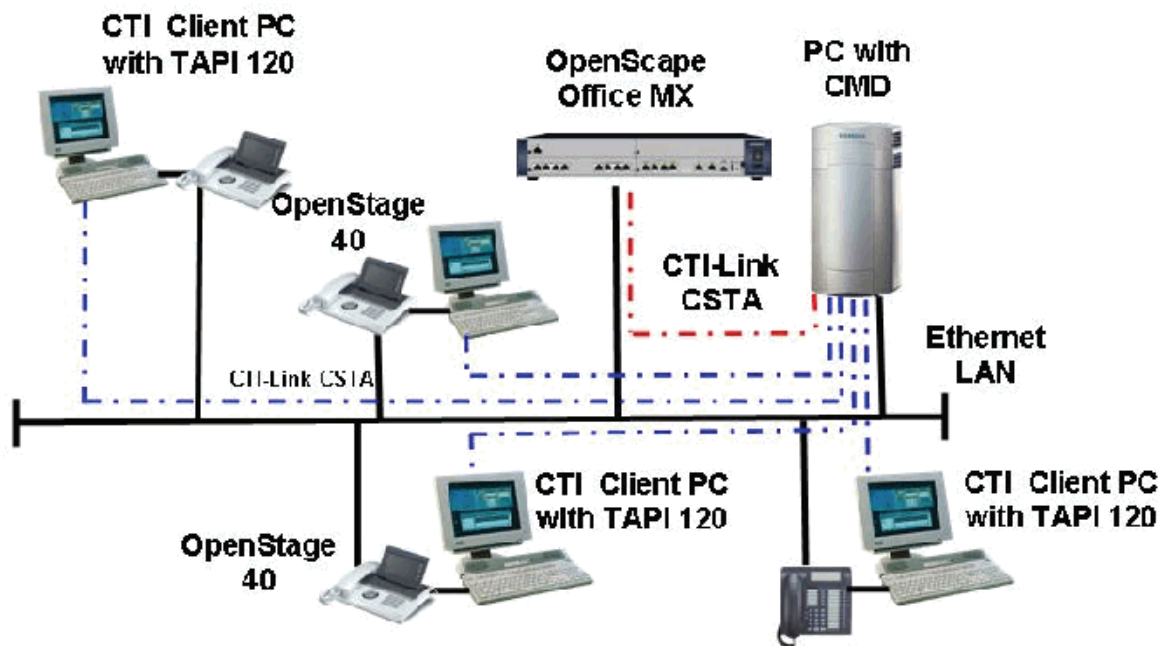 CTI Client PC
with TAPI 120
OpenScape
Office MX
PC with
CMD
OpenStage
40
CTI-Link
CSTA
Ethernet
LAN
CTI-Link CSTA
CTI Client PC
with TAPI 120
CTI Client PC
with TAPI 120
OpenStage
40